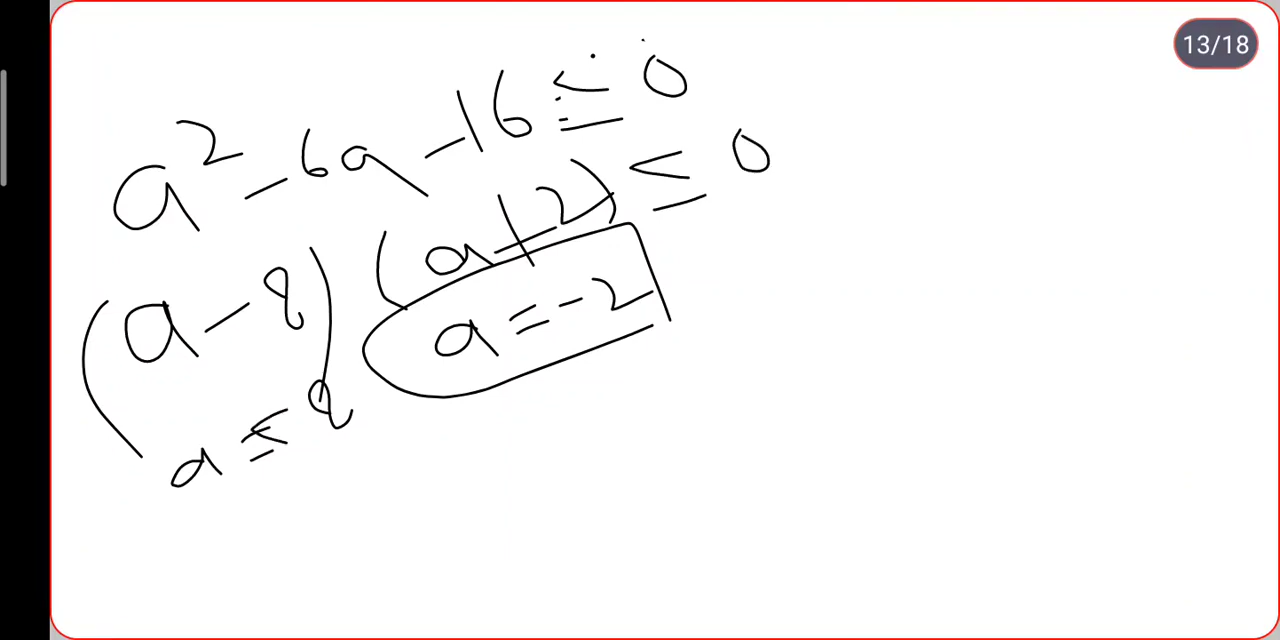 13/18
a² - 6a - 16 ≤ 0
(a - 8) (a + 2) ≤ 0
a = -2
a ≤ 8